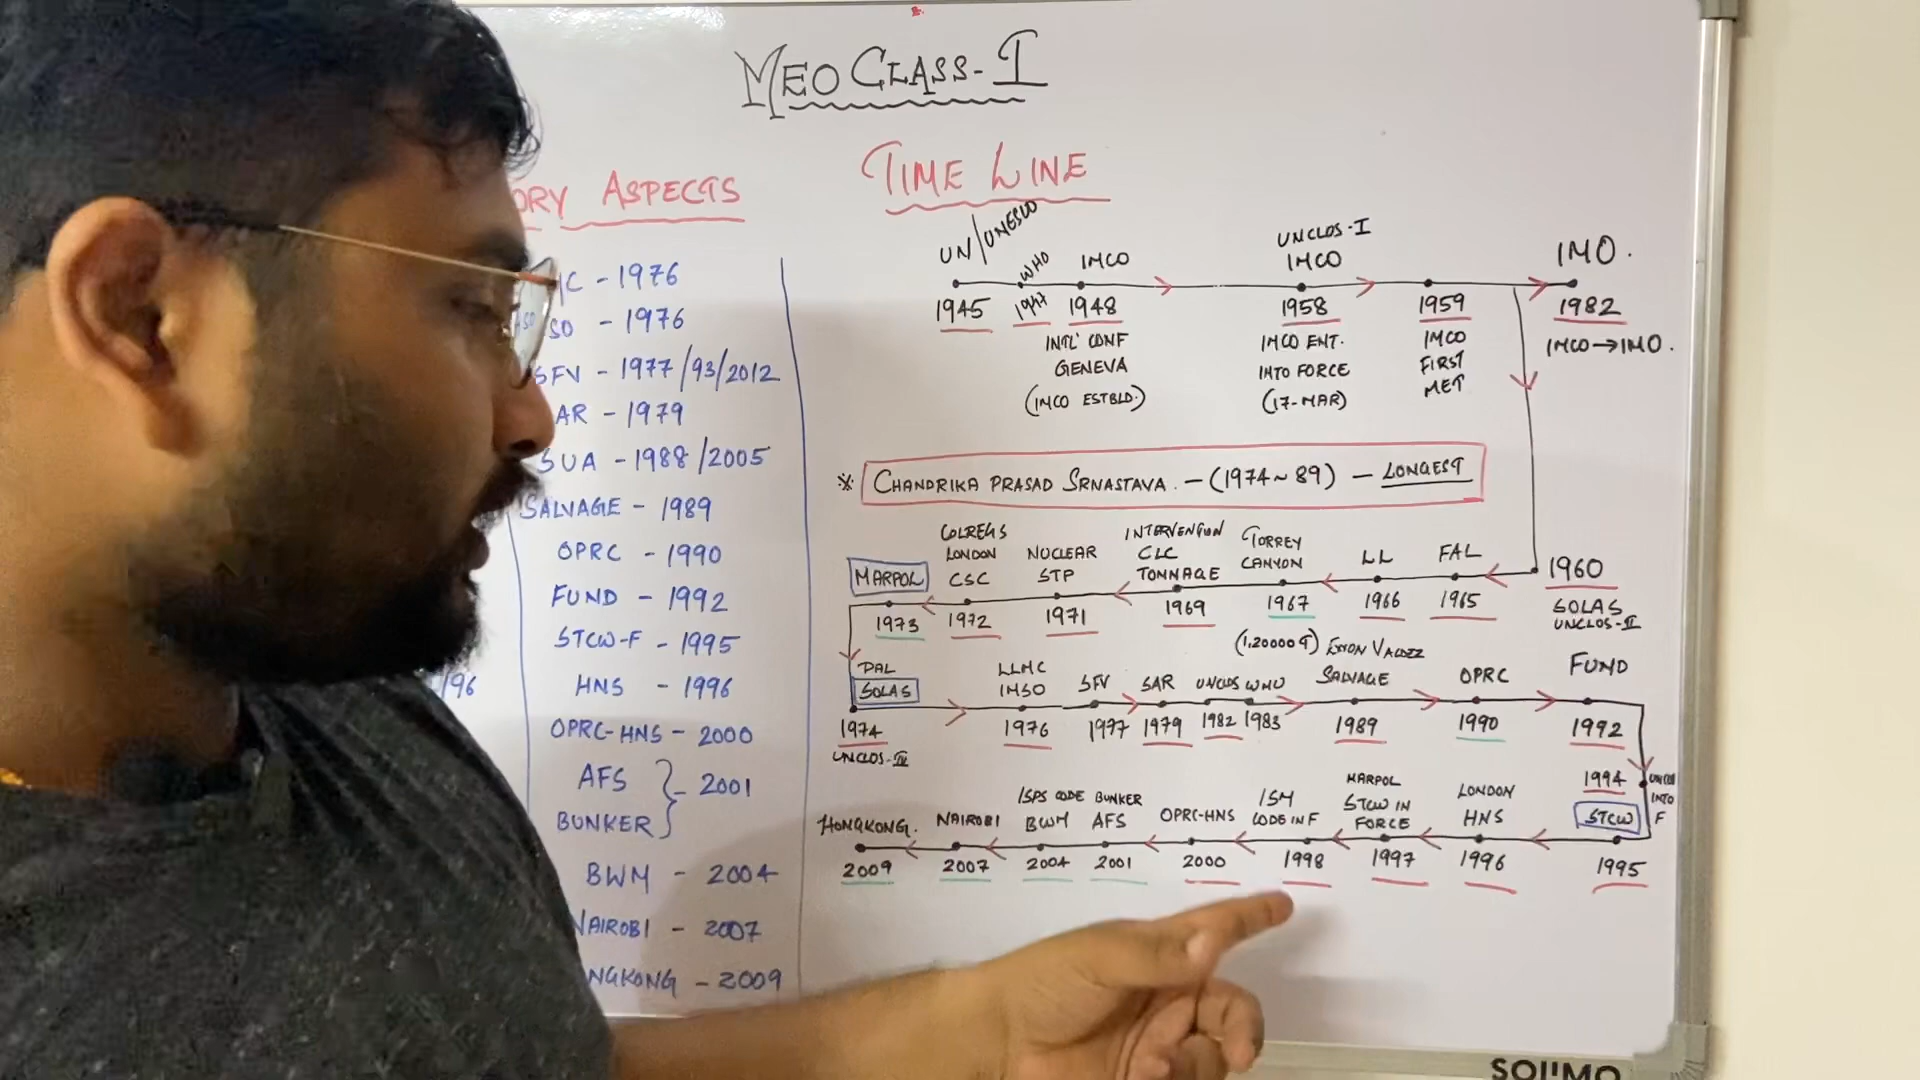 MEO CLASS-I
ORY ASPECTS
C - 1976
SO - 1976
SFV - 1977/93/2012
AR - 1979
SUA - 1988/2005
SALVAGE - 1989
OPRC - 1990
FUND - 1992
STCW-F - 1995
/96
HNS - 1996
OPRC-HNS - 2000
AFS } - 2001
BUNKER
BWM - 2004
NAIROBI - 2007
NGKONG - 2009
TIME LINE
UN/UNESCO WHO IMCO UNCLOS-I IMCO IMO.
1945 1947 1948 1958 1959 1982
INTL' CONF GENEVA (IMCO ESTBLD.)
IMCO ENT. INTO FORCE (17-MAR)
IMCO FIRST MET
IMCO→IMO.
※ CHANDRIKA PRASAD SRNASTAVA. - (1974~89) - LONGEST
MARPOL COLREGS LONDON CSC NUCLEAR STP INTERVENTION CLC TONNAGE TORREY CANYON LL FAL 1960
1973 1972 1971 1969 1967 1966 1965 SOLAS UNCLOS-II
(1,20000 T) EXXON VALDEZ
PAL SOLAS LLMC IMSO SFV SAR UNCLOS WMU SALVAGE OPRC FUND
1974 1976 1977 1979 1982 1983 1989 1990 1992
UNCLOS-III
1994 INTO F
HONGKONG. NAIROBI ISPS CODE BWM BUNKER AFS OPRC-HNS ISM CODE IN F MARPOL STCW IN FORCE LONDON HNS STCW
2009 2007 2004 2001 2000 1998 1997 1996 1995